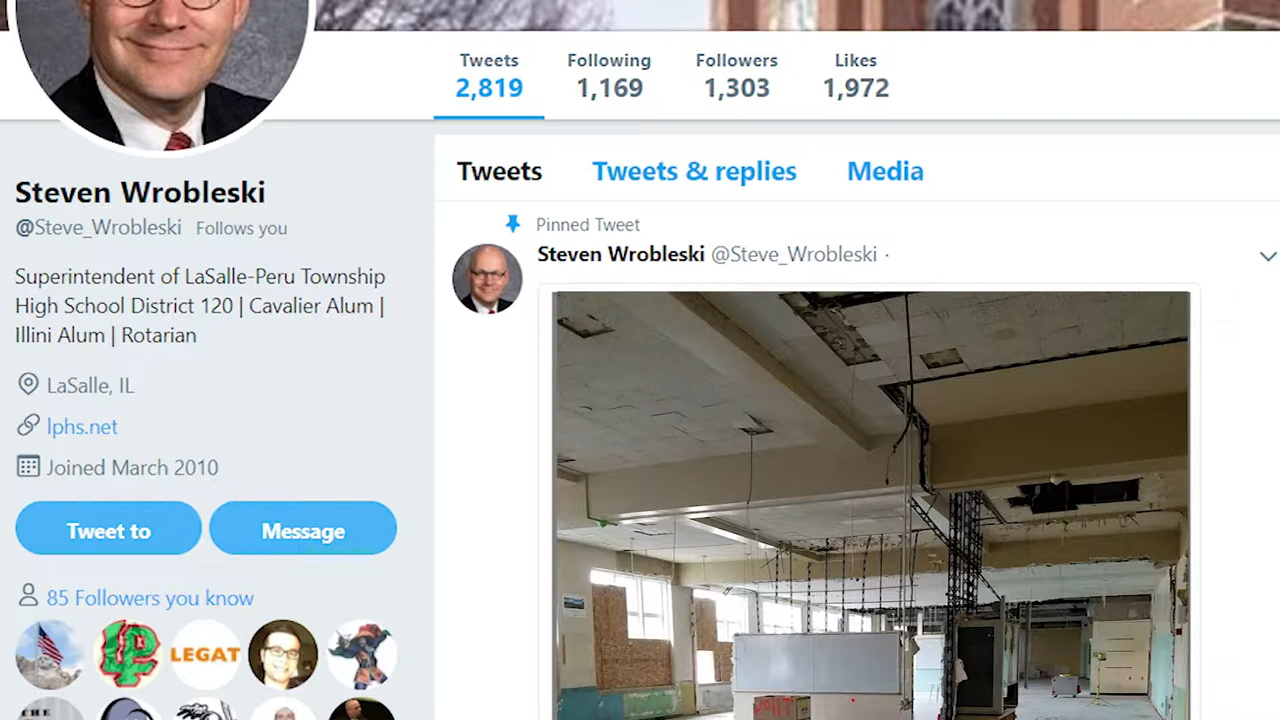 Tweets
2,819
Following
1,169
Followers
1,303
Likes
1,972
Steven Wrobleski
@Steve_Wrobleski Follows you
Superintendent of LaSalle-Peru Township
High School District 120 | Cavalier Alum |
Illini Alum | Rotarian
LaSalle, IL
lphs.net
Joined March 2010
Tweet to
Message
85 Followers you know
LP
LEGAT
THE
Tweets
Tweets & replies
Media
Pinned Tweet
Steven Wrobleski @Steve_Wrobleski ·